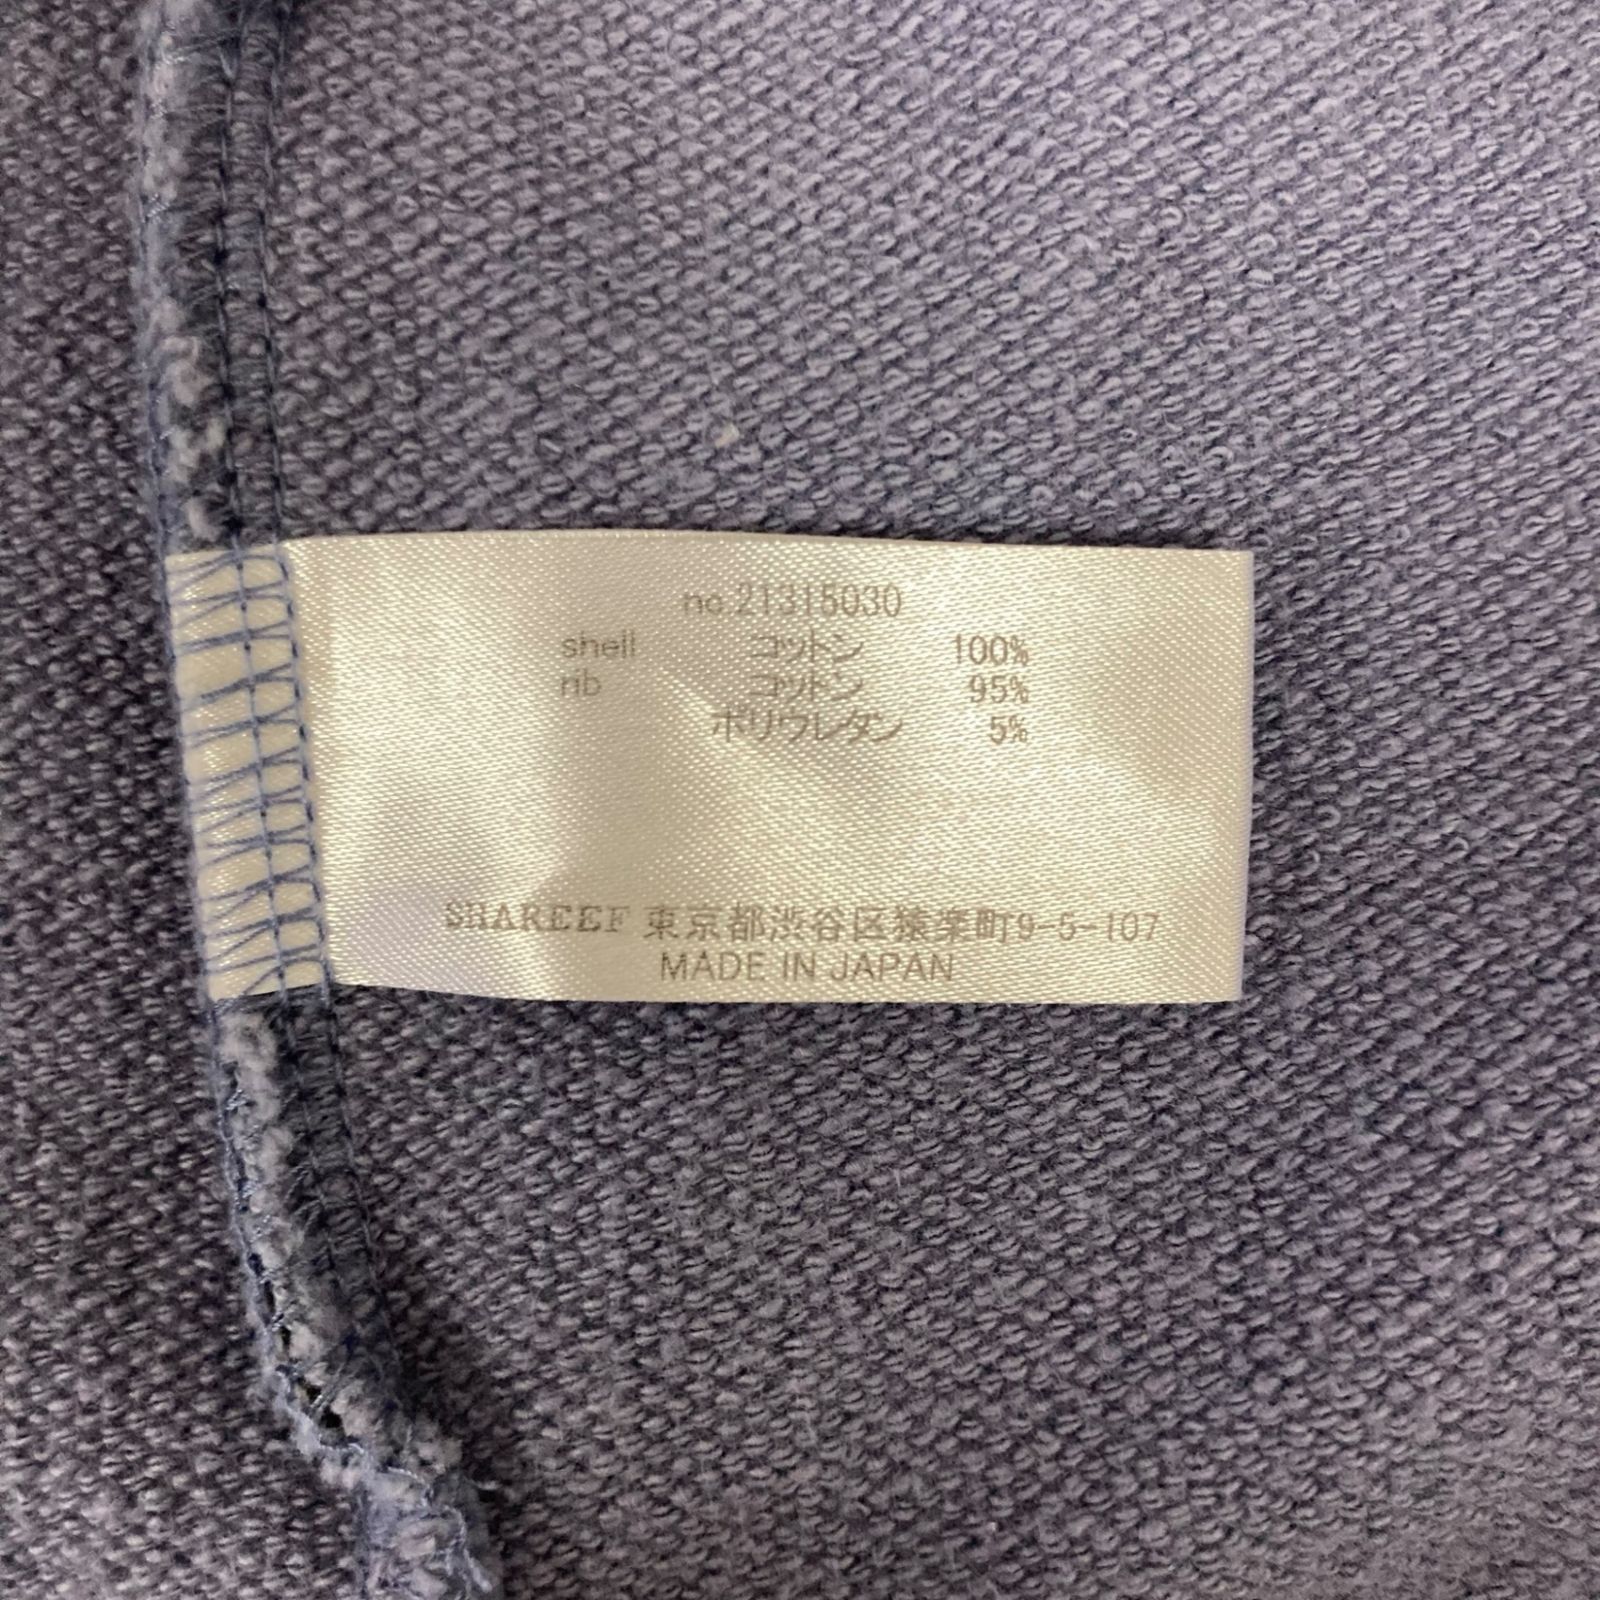 no.21315030
shell コットン 100%
rib コットン 95%
ポリウレタン 5%
SHAREEF 東京都渋谷区猿楽町9-5-107
MADE IN JAPAN